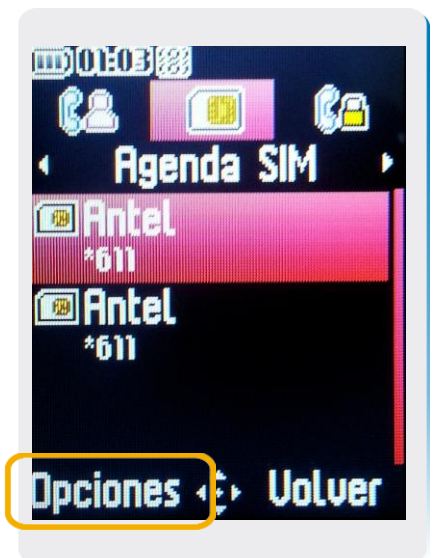 01:03
Agenda SIM
Antel
*611
Antel
*611
Opciones Volver